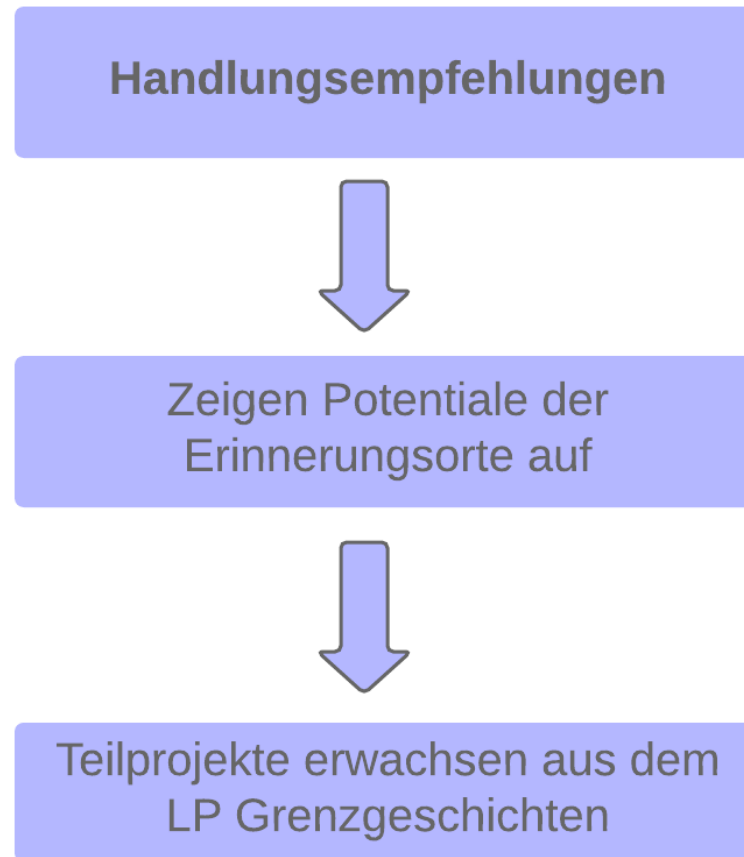 Handlungsempfehlungen
Zeigen Potentiale der
Erinnerungsorte auf
Teilprojekte erwachsen aus dem
LP Grenzgeschichten